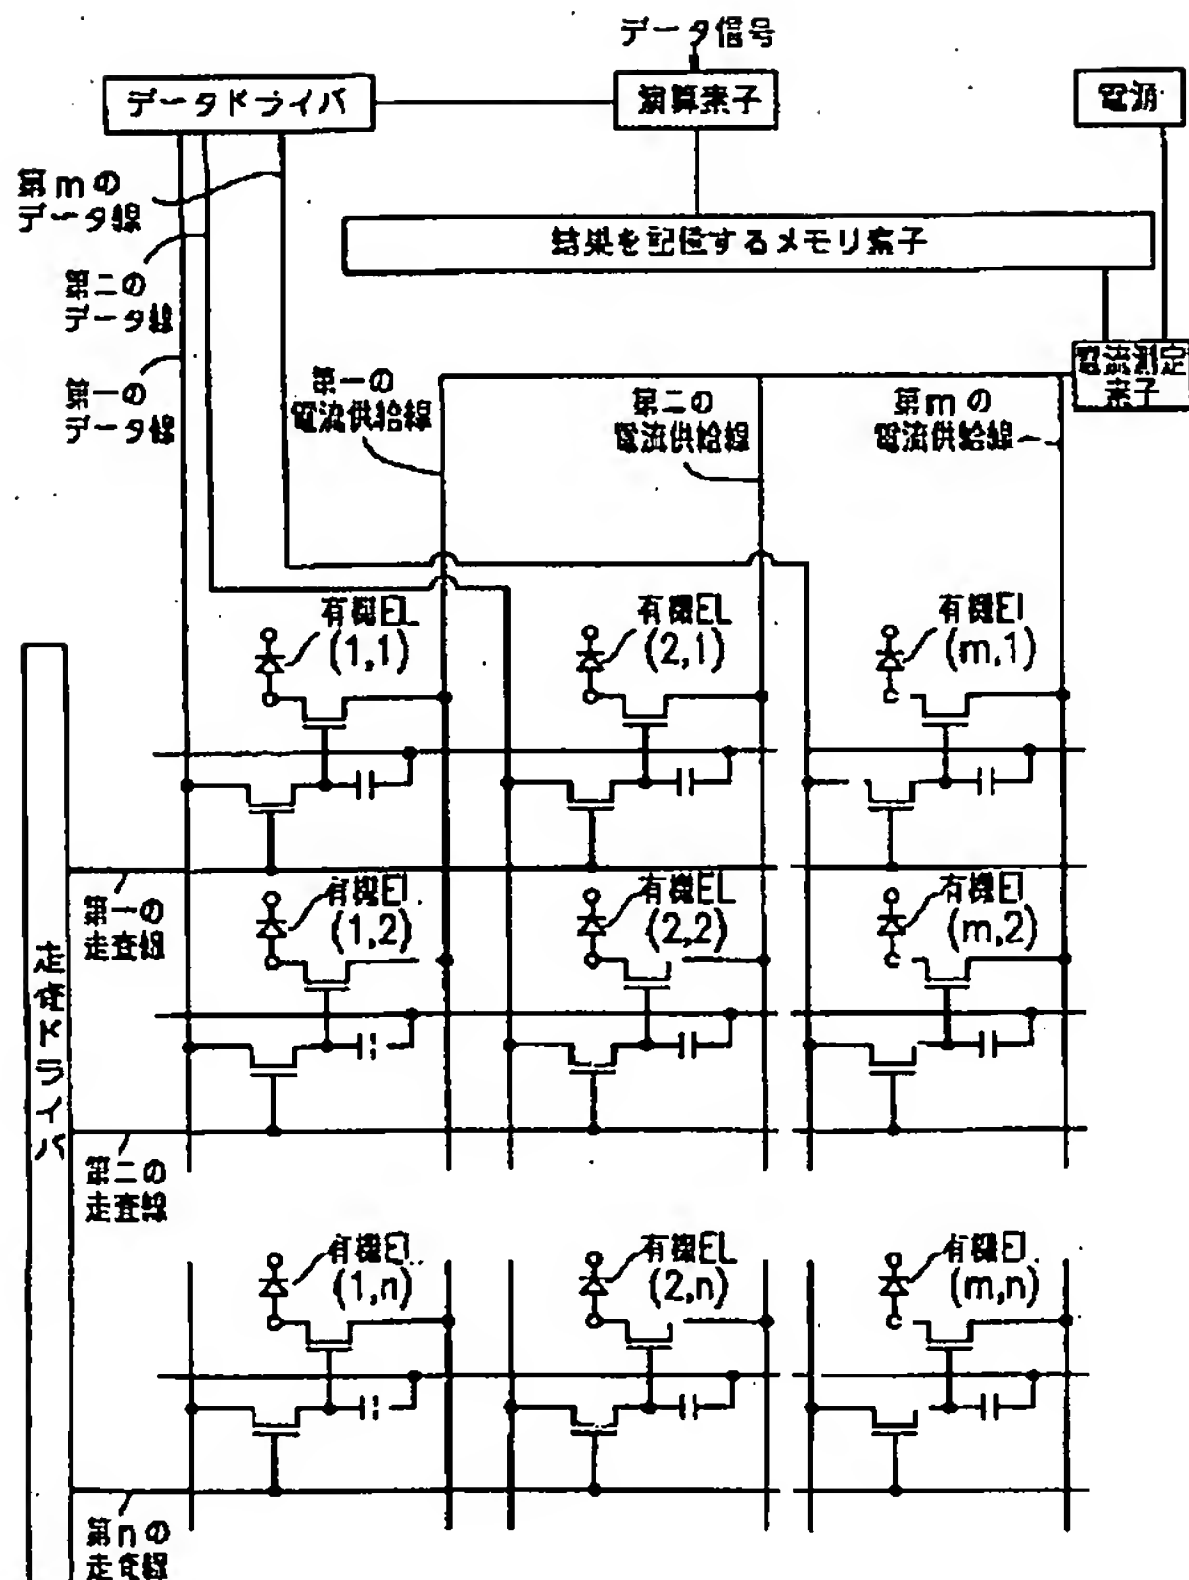 データ信号
データドライバ
演算素子
電源
第mの
データ線
結果を記憶するメモリ素子
第二の
データ線
電流測定
素子
第一の
データ線
第一の
電流供給線
第二の
電流供給線
第mの
電流供給線
有機EL
(1,1)
有機EL
(2,1)
有機EL
(m,1)
第一の
走査線
有機EL
(1,2)
有機EL
(2,2)
有機EL
(m,2)
走査ドライバ
第二の
走査線
有機EL
(1,n)
有機EL
(2,n)
有機EL
(m,n)
第nの
走査線